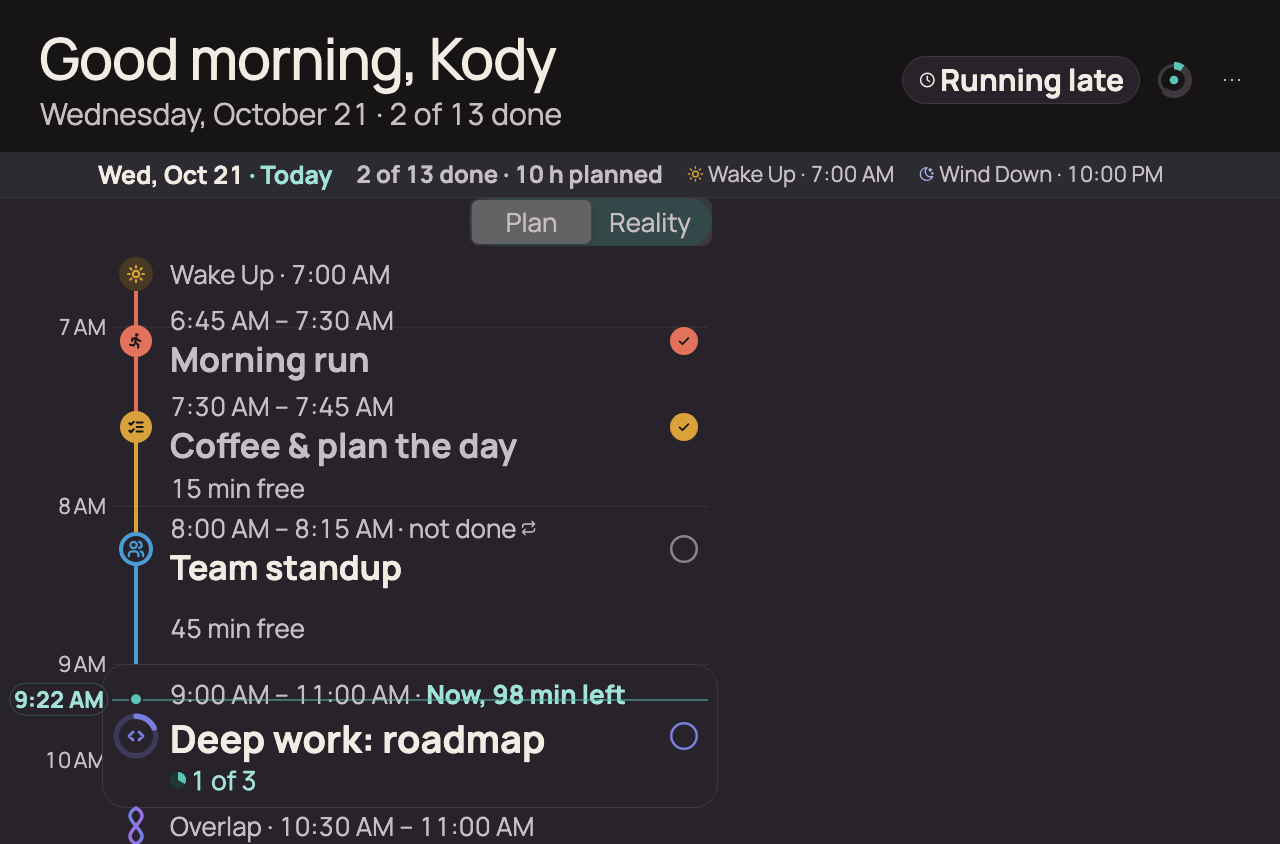 Good morning, Kody
Wednesday, October 21 · 2 of 13 done
Running late
Wed, Oct 21 · Today 2 of 13 done · 10 h planned Wake Up · 7:00 AM Wind Down · 10:00 PM
Plan Reality
Wake Up · 7:00 AM
7 AM
6:45 AM – 7:30 AM
Morning run
7:30 AM – 7:45 AM
Coffee & plan the day
15 min free
8 AM
8:00 AM – 8:15 AM · not done
Team standup
45 min free
9 AM
9:22 AM
9:00 AM – 11:00 AM · Now, 98 min left
Deep work: roadmap
10 AM
1 of 3
Overlap · 10:30 AM – 11:00 AM